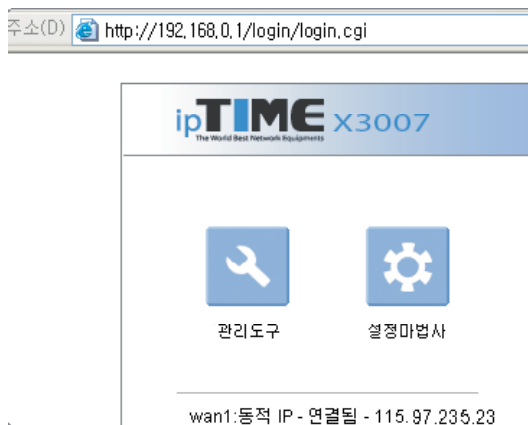 주소(D) http://192,168,0,1/login/login,cgi
ipTIME X3007
The World Best Network Equipments
관리도구 설정마법사
wan1:동적 IP - 연결됨 - 115.97.235.23